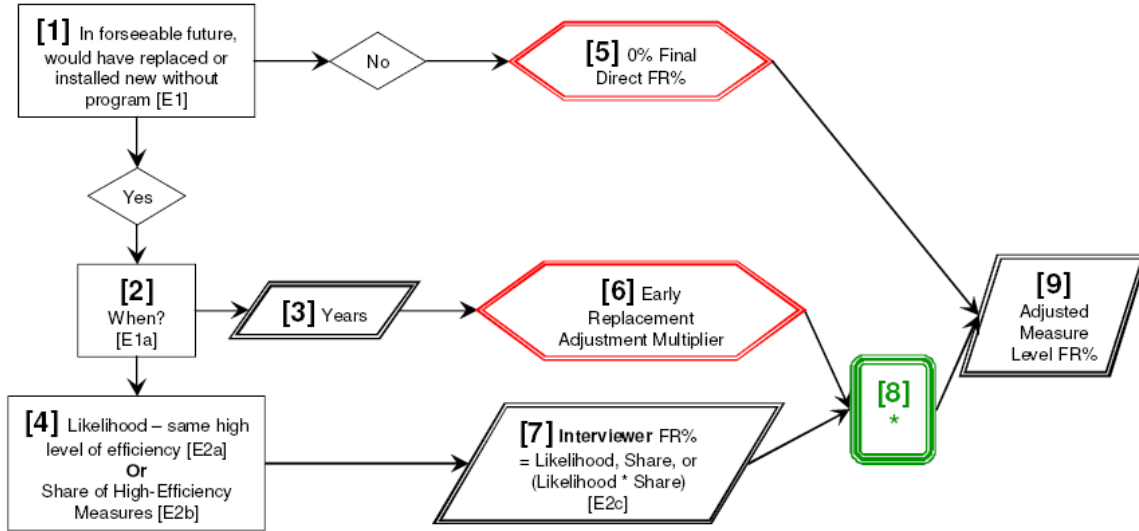 [1] In forseeable future,
would have replaced or
installed new without
program [E1]
No
[5] 0% Final
Direct FR%
Yes
[2]
When?
[E1a]
[3] Years
[6] Early
Replacement
Adjustment Multiplier
[9]
Adjusted
Measure
Level FR%
[8]
*
[4] Likelihood – same high
level of efficiency [E2a]
Or
Share of High-Efficiency
Measures [E2b]
[7] Interviewer FR%
= Likelihood, Share, or
(Likelihood * Share)
[E2c]